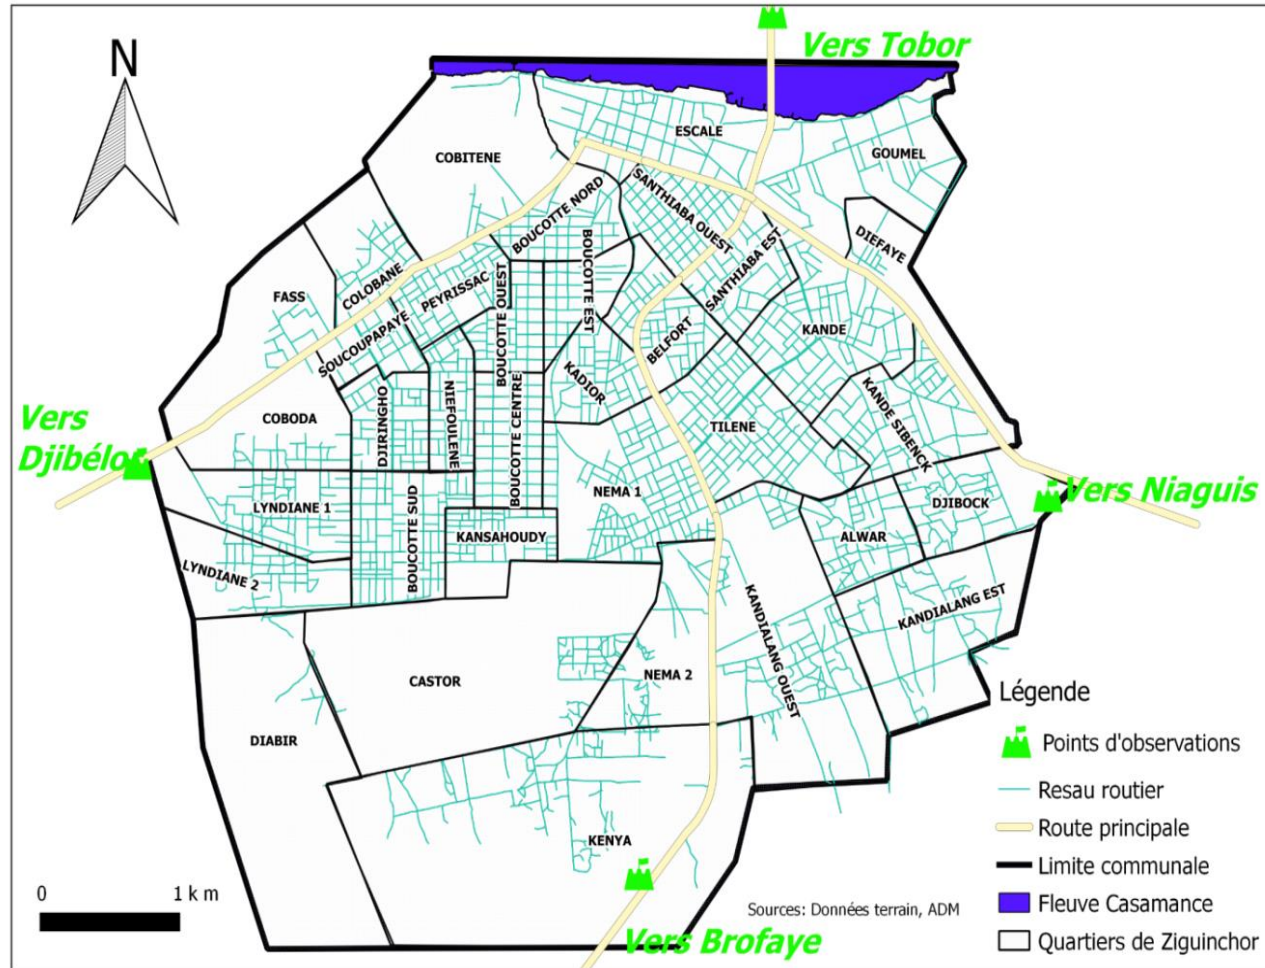 N
Vers Tobor
ESCALE
COBITENE
GOUMEL
SANTHIABA OUEST
BOUCOTTE NORD
DIEFAYE
SANTHIABA EST
BOUCOTTE EST
COLOBANE
PEYRISSAC
FASS
BOUCOTTE OUEST
KANDE
SOUCOUPAPAYE
BELFORT
KADIOR
KANDE SIBENCK
Vers
Djibélor
COBODA
DJIRINGHO
NIEFOULENE
BOUCOTTE CENTRE
TILENE
NEMA 1
Vers Niaguis
DJIBOCK
LYNDIANE 1
BOUCOTTE SUD
KANSAHOUDY
ALWAR
LYNDIANE 2
KANDIALANG EST
KANDIALANG OUEST
CASTOR
NEMA 2
DIABIR
KENYA
Légende
Points d'observations
Resau routier
Route principale
Limite communale
Fleuve Casamance
Quartiers de Ziguinchor
0 1 k m
Sources: Données terrain, ADM
Vers Brofaye